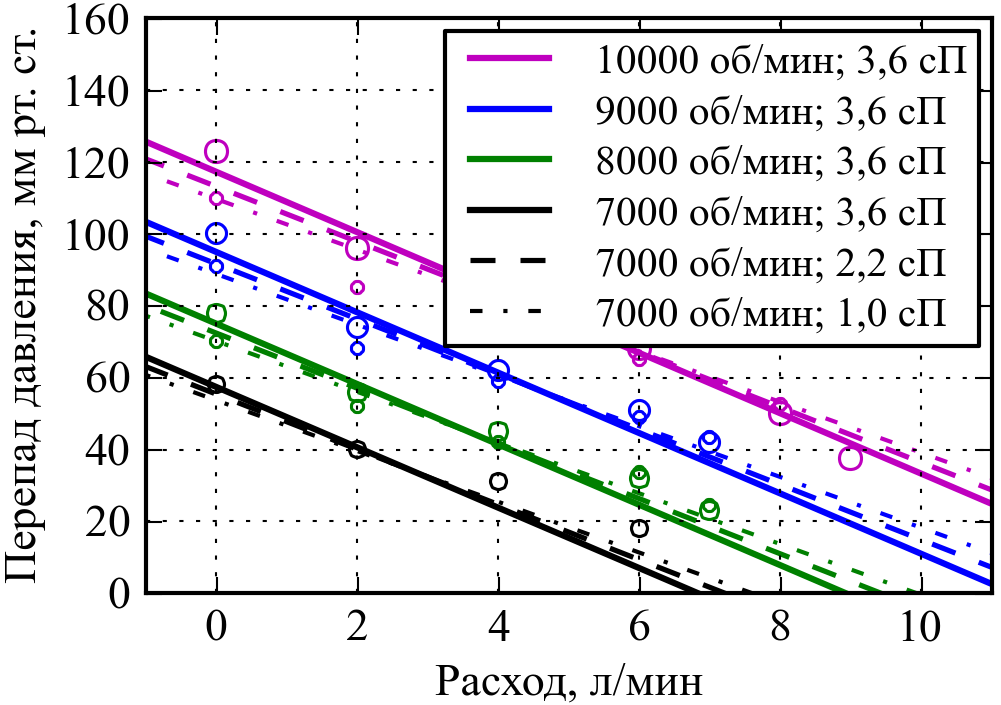 Перепад давления, мм рт. ст.
160
140
120
100
80
60
40
20
0
10000 об/мин; 3,6 сП
9000 об/мин; 3,6 сП
8000 об/мин; 3,6 сП
7000 об/мин; 3,6 сП
7000 об/мин; 2,2 сП
7000 об/мин; 1,0 сП
0 2 4 6 8 10
Расход, л/мин